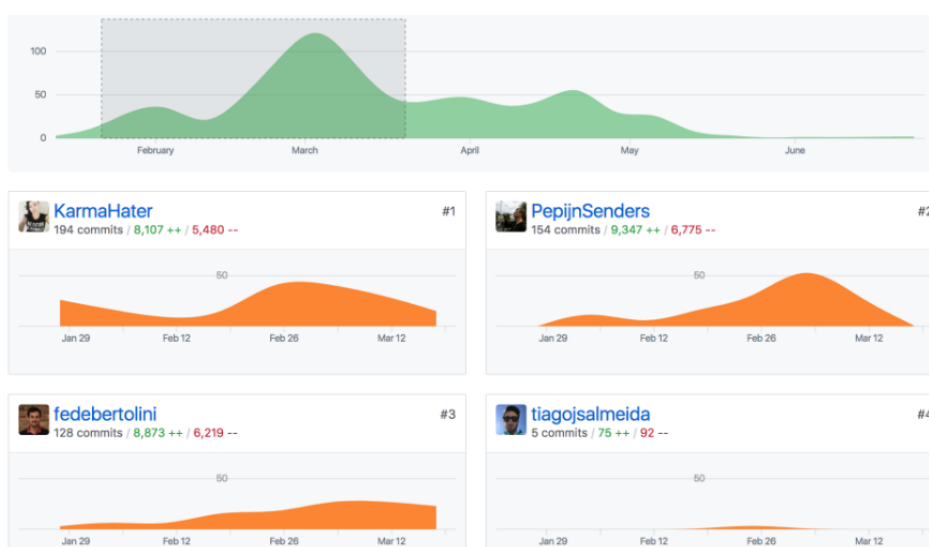 100
50
0
February March April May June
KarmaHater #1
194 commits / 8,107 ++ / 5,480 --
50
Jan 29 Feb 12 Feb 26 Mar 12
PepijnSenders #2
154 commits / 9,347 ++ / 6,775 --
50
Jan 29 Feb 12 Feb 26 Mar 12
fedebertolini #3
128 commits / 8,873 ++ / 6,219 --
50
Jan 29 Feb 12 Feb 26 Mar 12
tiagojsalmeida #4
5 commits / 75 ++ / 92 --
50
Jan 29 Feb 12 Feb 26 Mar 12